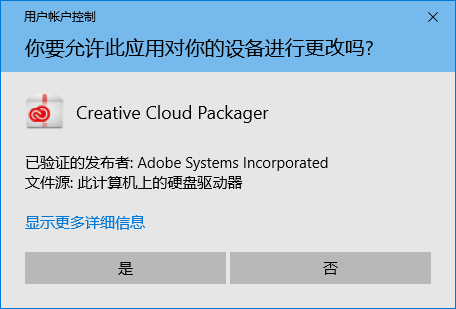 用户帐户控制
你要允许此应用对你的设备进行更改吗?
Creative Cloud Packager
已验证的发布者: Adobe Systems Incorporated
文件源: 此计算机上的硬盘驱动器
显示更多详细信息
是
否